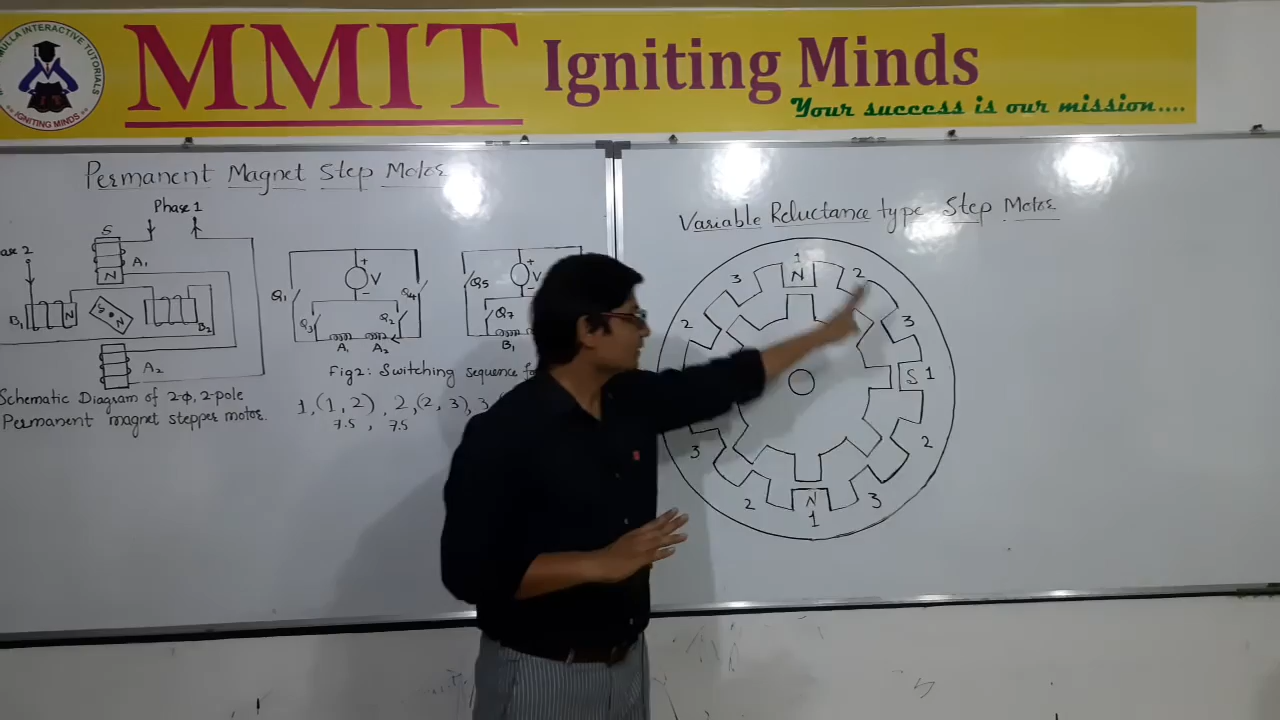 MULLA INTERACTIVE TUTORIALS
IGNITING MINDS
MMIT
Igniting Minds
Your success is our mission....
Permanent Magnet Step Motor
Phase 1
S
A1
N
ase 2
B1
N
S
N
B2
A2
Schematic Diagram of 2-φ, 2-pole
Permanent magnet stepper motor.
Q1
+
V
-
Q4
Q3
Q2
A1
A2
Q5
+
V
Q7
B1
Fig2: Switching sequence fo
1, (1, 2), 2, (2, 3), 3
7.5, 7.5
Variable Reluctance type Step Motor
1
N
2
3
3
2
S 1
3
2
2
3
N
1